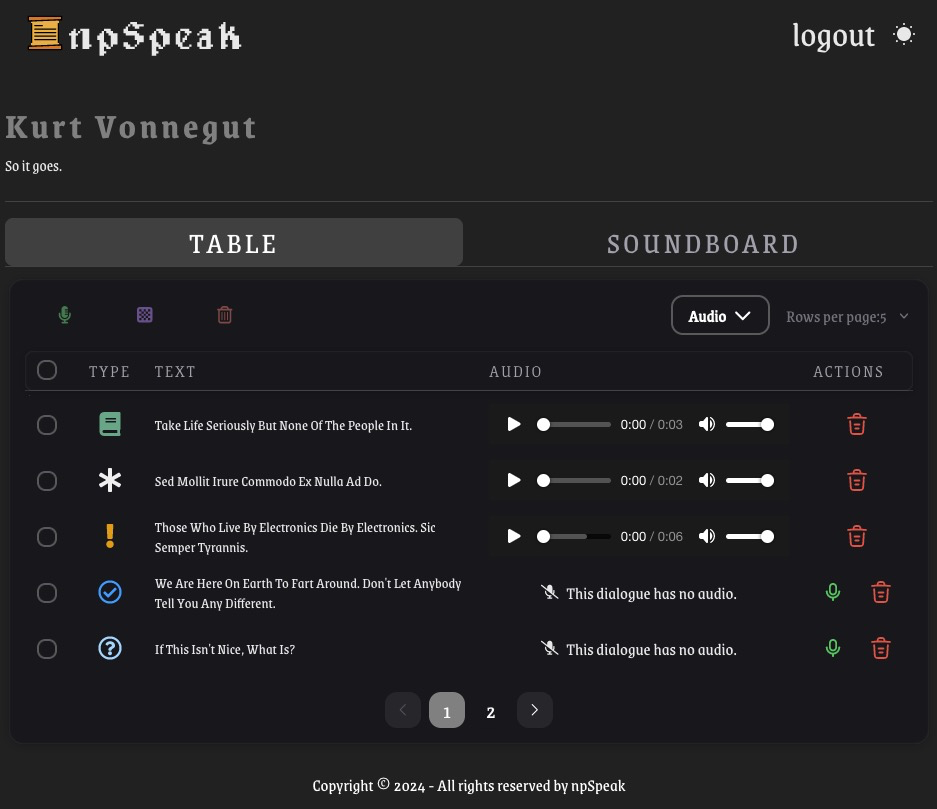 npSpeak
logout
Kurt Vonnegut
So it goes.
TABLE
SOUNDBOARD
Audio
Rows per page:5
TYPE TEXT AUDIO ACTIONS
Take Life Seriously But None Of The People In It.
0:00 / 0:03
Sed Mollit Irure Commodo Ex Nulla Ad Do.
0:00 / 0:02
Those Who Live By Electronics Die By Electronics. Sic
Semper Tyrannis.
0:00 / 0:06
We Are Here On Earth To Fart Around. Don't Let Anybody
Tell You Any Different.
This dialogue has no audio.
If This Isn't Nice, What Is?
This dialogue has no audio.
1 2
Copyright © 2024 - All rights reserved by npSpeak